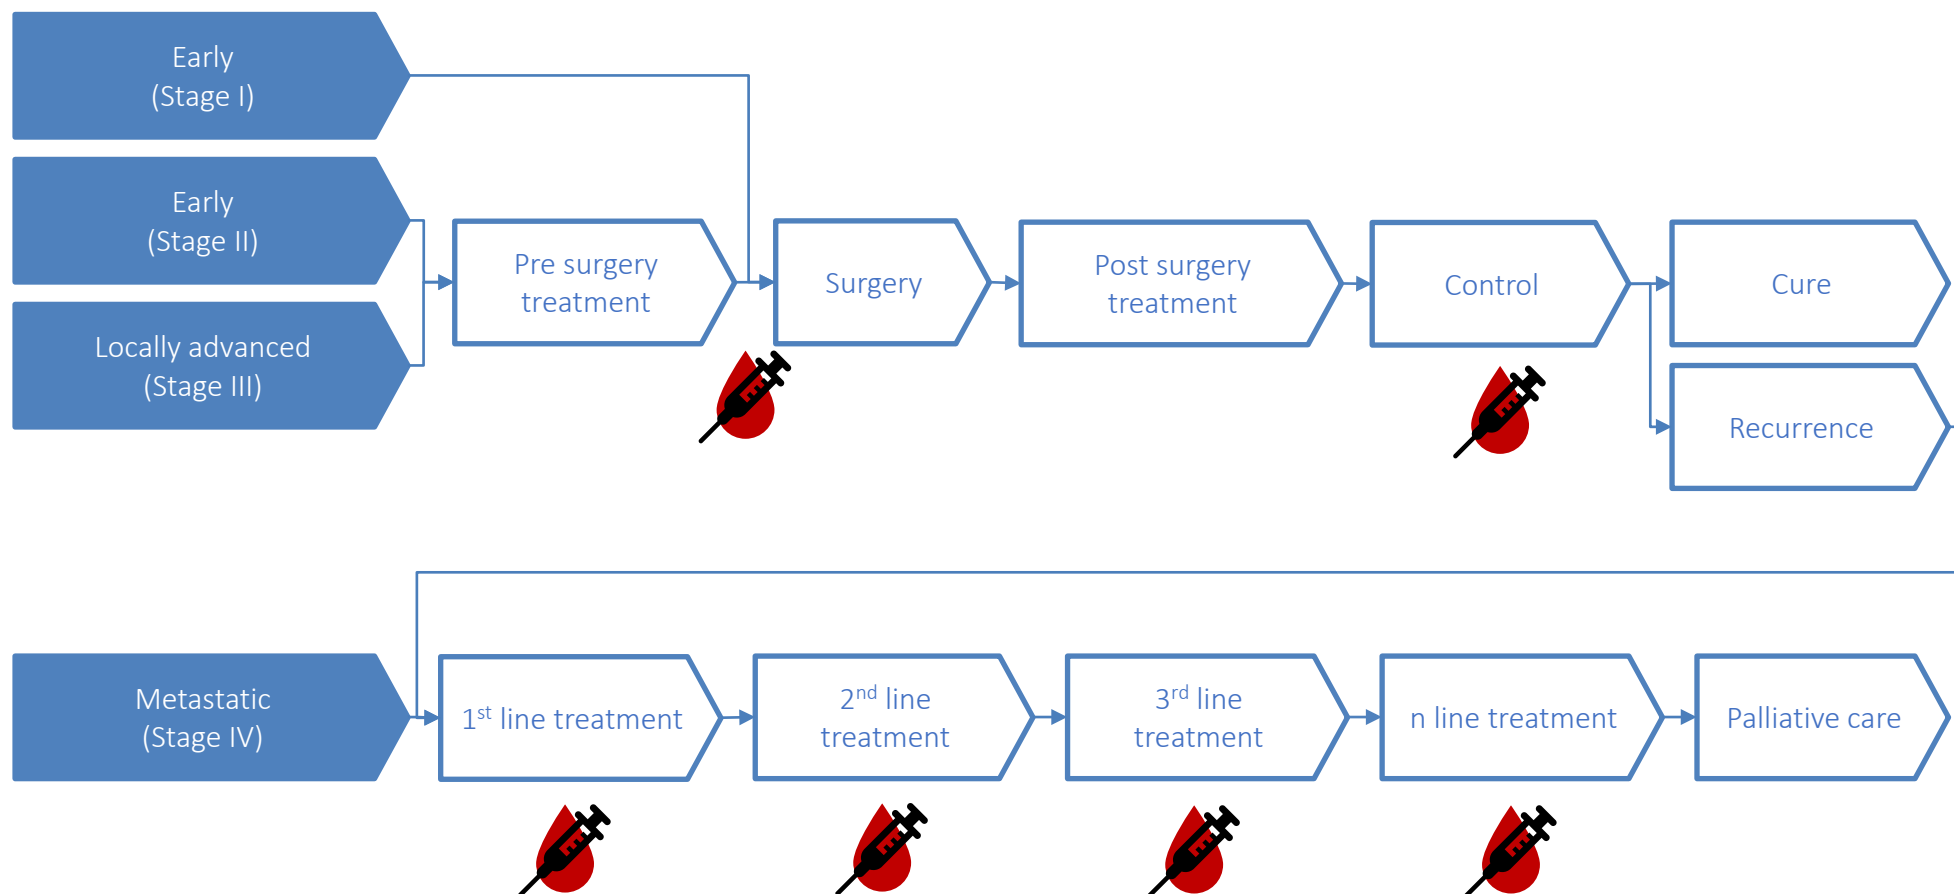 Early
(Stage I)
Early
(Stage II)
Locally advanced
(Stage III)
Pre surgery
treatment
Surgery
Post surgery
treatment
Control
Cure
Recurrence
Metastatic
(Stage IV)
1st line treatment
2nd line
treatment
3rd line
treatment
n line treatment
Palliative care